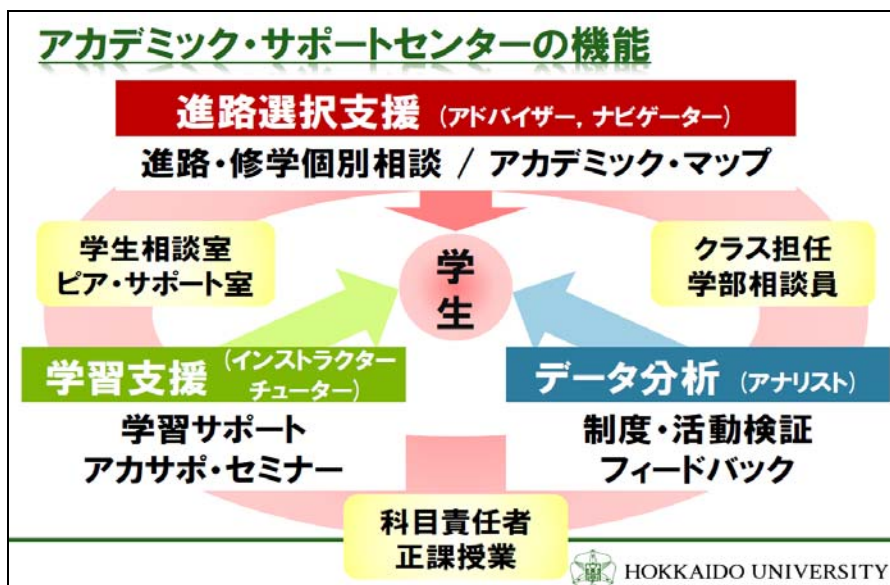 アカデミック・サポートセンターの機能
進路選択支援 (アドバイザー, ナビゲーター)
進路・修学個別相談 / アカデミック・マップ
学生相談室
ピア・サポート室
クラス担任
学部相談員
学
生
学習支援 (インストラクター
チューター)
データ分析 (アナリスト)
学習サポート
アカサポ・セミナー
制度・活動検証
フィードバック
科目責任者
正課授業
HOKKAIDO UNIVERSITY